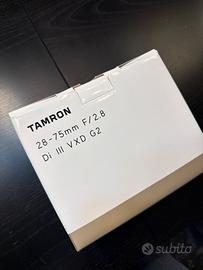 TAMRON
28-75mm F/2.8
Di III VXD G2
subito